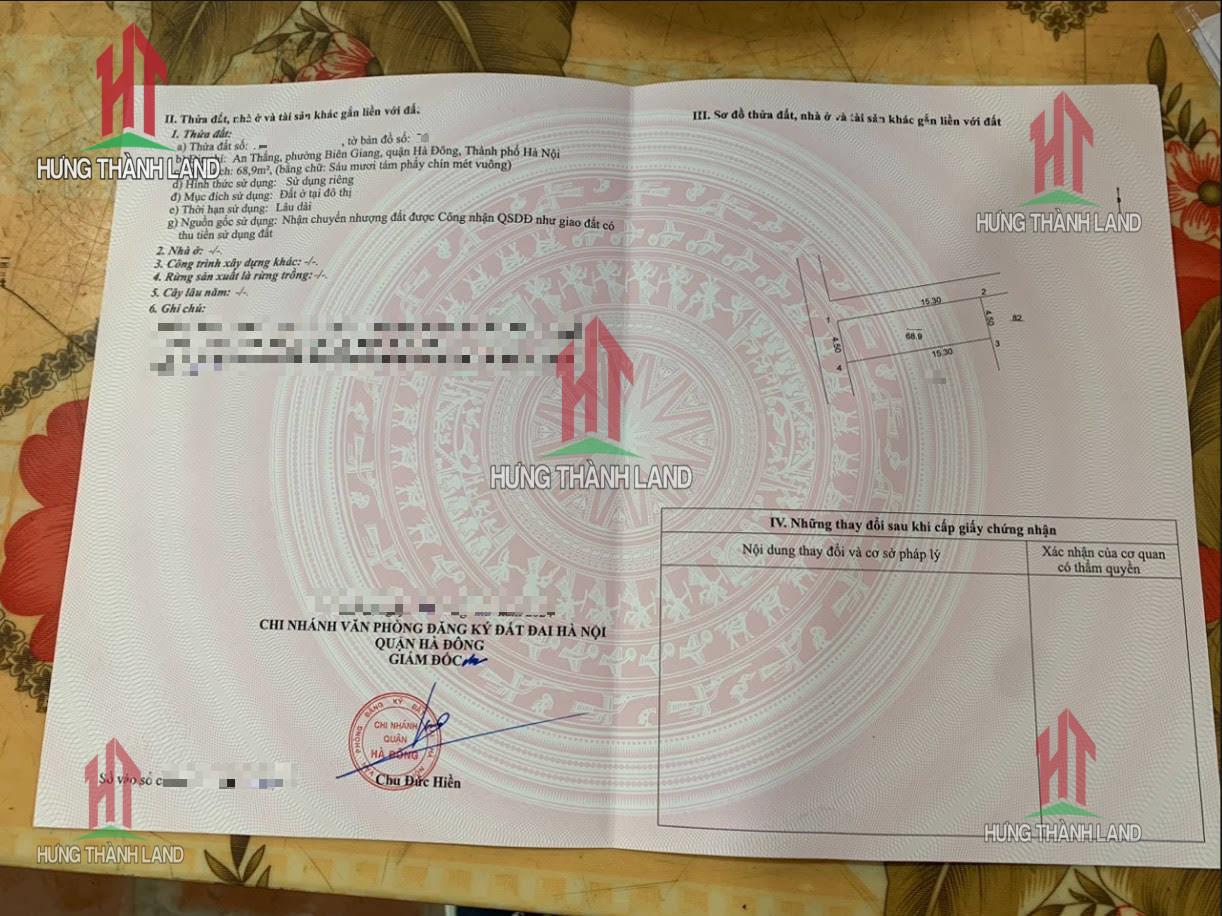 II. Thửa đất, nhà ở và tài sản khác gắn liền với đất
1. Thửa đất:
a) Thửa đất số: , tờ bản đồ số:
An Thắng, phường Biên Giang, quận Hà Đông, Thành phố Hà Nội
68,9m², (bằng chữ: Sáu mươi tám phẩy chín mét vuông)
d) Hình thức sử dụng: Sử dụng riêng
đ) Mục đích sử dụng: Đất ở tại đô thị
e) Thời hạn sử dụng: Lâu dài
g) Nguồn gốc sử dụng: Nhận chuyển nhượng đất được Công nhận QSDĐ như giao đất có
thu tiền sử dụng đất
2. Nhà ở: -/-.
3. Công trình xây dựng khác: -/-.
4. Rừng sản xuất là rừng trồng: -/-.
5. Cây lâu năm: -/-.
6. Ghi chú:
CHI NHÁNH VĂN PHÒNG ĐĂNG KÝ ĐẤT ĐAI HÀ NỘI
QUẬN HÀ ĐÔNG
GIÁM ĐỐC
CHI NHÁNH
QUẬN
HÀ ĐÔNG
Chu Đức Hiền
Số vào sổ
III. Sơ đồ thửa đất, nhà ở và tài sản khác gắn liền với đất
15.30
2
1
4.50
82
68.9
4.50
15.30
3
4
IV. Những thay đổi sau khi cấp giấy chứng nhận
Nội dung thay đổi và cơ sở pháp lý
Xác nhận của cơ quan
có thẩm quyền
HƯNG THÀNH LAND
HƯNG THÀNH LAND
HƯNG THÀNH LAND
HƯNG THÀNH LAND
HƯNG THÀNH LAND